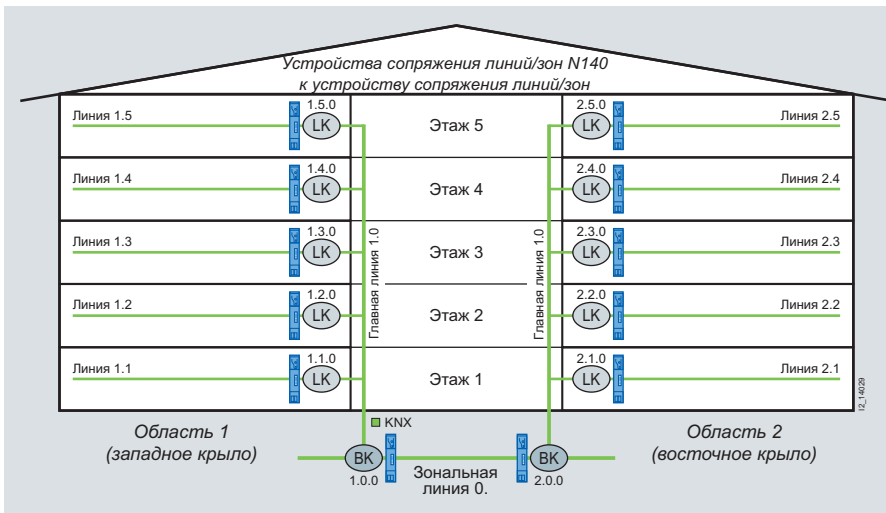 Устройства сопряжения линий/зон N140
к устройству сопряжения линий/зон
Линия 1.5
1.5.0
LK
Этаж 5
2.5.0
LK
Линия 2.5
Линия 1.4
1.4.0
LK
Этаж 4
2.4.0
LK
Линия 2.4
Линия 1.3
1.3.0
LK
Главная линия 1.0
Этаж 3
Главная линия 1.0
2.3.0
LK
Линия 2.3
Линия 1.2
1.2.0
LK
Этаж 2
2.2.0
LK
Линия 2.2
Линия 1.1
1.1.0
LK
Этаж 1
2.1.0
LK
Линия 2.1
I2_14029
Область 1
(западное крыло)
KNX
Область 2
(восточное крыло)
BK
1.0.0
Зональная
линия 0.
BK
2.0.0